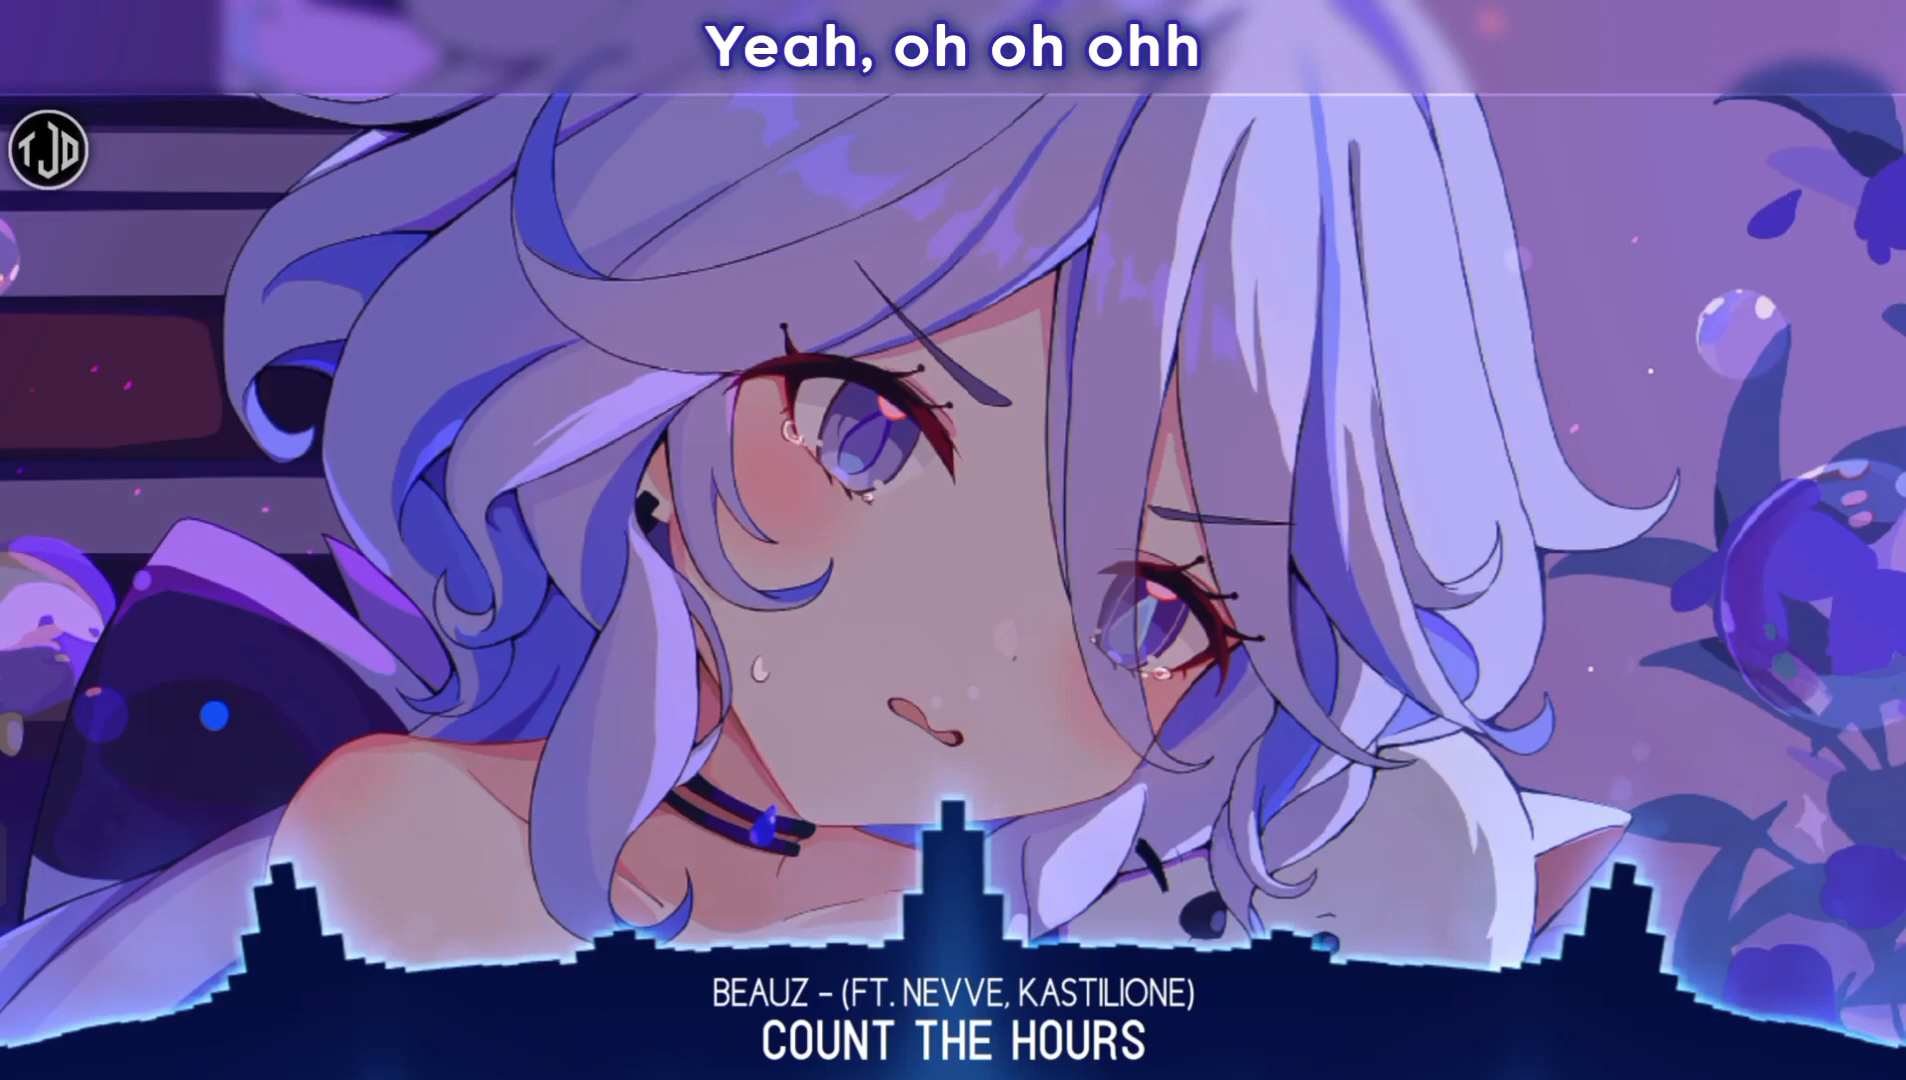 Yeah, oh oh ohh
TJD
BEAUZ - (FT. NEVVE, KASTILIONE)
COUNT THE HOURS